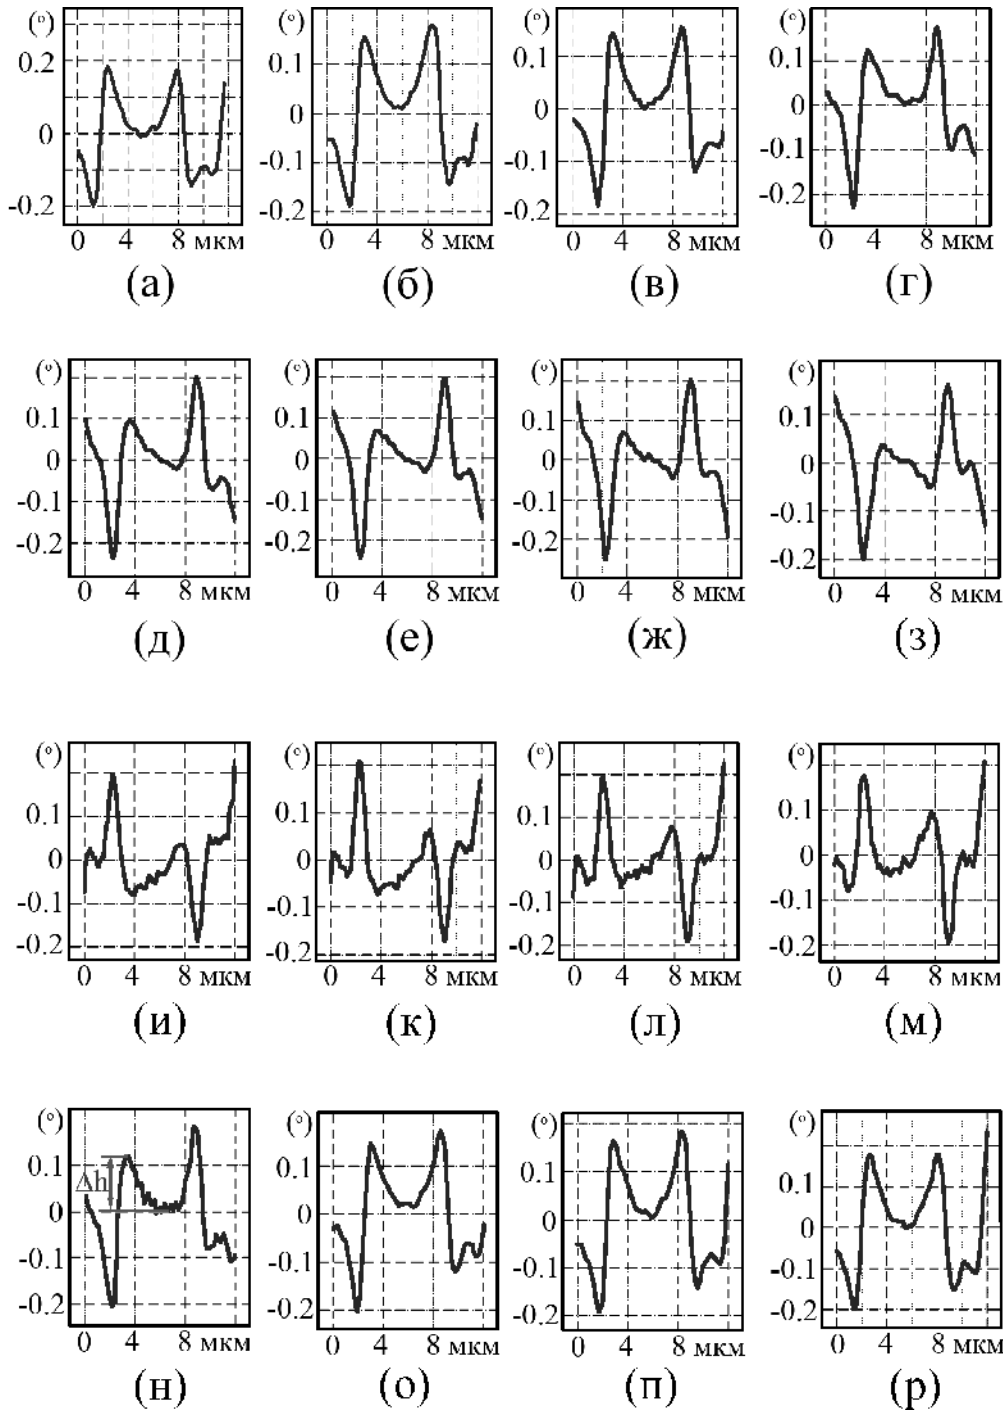 (°) (°) (°) (°)
0.2 0.1 0.1 0.1
0 0 0 0
-0.2 -0.1 -0.1 -0.1
-0.2 -0.2 -0.2
0 4 8 мкм 0 4 8 мкм 0 4 8 мкм 0 4 8 мкм
(а) (б) (в) (г)
(°) (°) (°) (°)
0.1 0.1 0.1 0.1
0 0 0 0
-0.1 -0.1 -0.1 -0.1
-0.2 -0.2 -0.2 -0.2
0 4 8 мкм 0 4 8 мкм 0 4 8 мкм 0 4 8 мкм
(д) (е) (ж) (з)
(°) (°) (°) (°)
0.1 0.1 0.1 0.1
0 0 0 0
-0.1 -0.1 -0.1 -0.1
-0.2 -0.2 -0.2 -0.2
0 4 8 мкм 0 4 8 мкм 0 4 8 мкм 0 4 8 мкм
(и) (к) (л) (м)
(°) (°) (°) (°)
0.1 0.1 0.1 0.1
Δh
0 0 0 0
-0.1 -0.1 -0.1 -0.1
-0.2 -0.2 -0.2 -0.2
0 4 8 мкм 0 4 8 мкм 0 4 8 мкм 0 4 8 мкм
(н) (о) (п) (р)